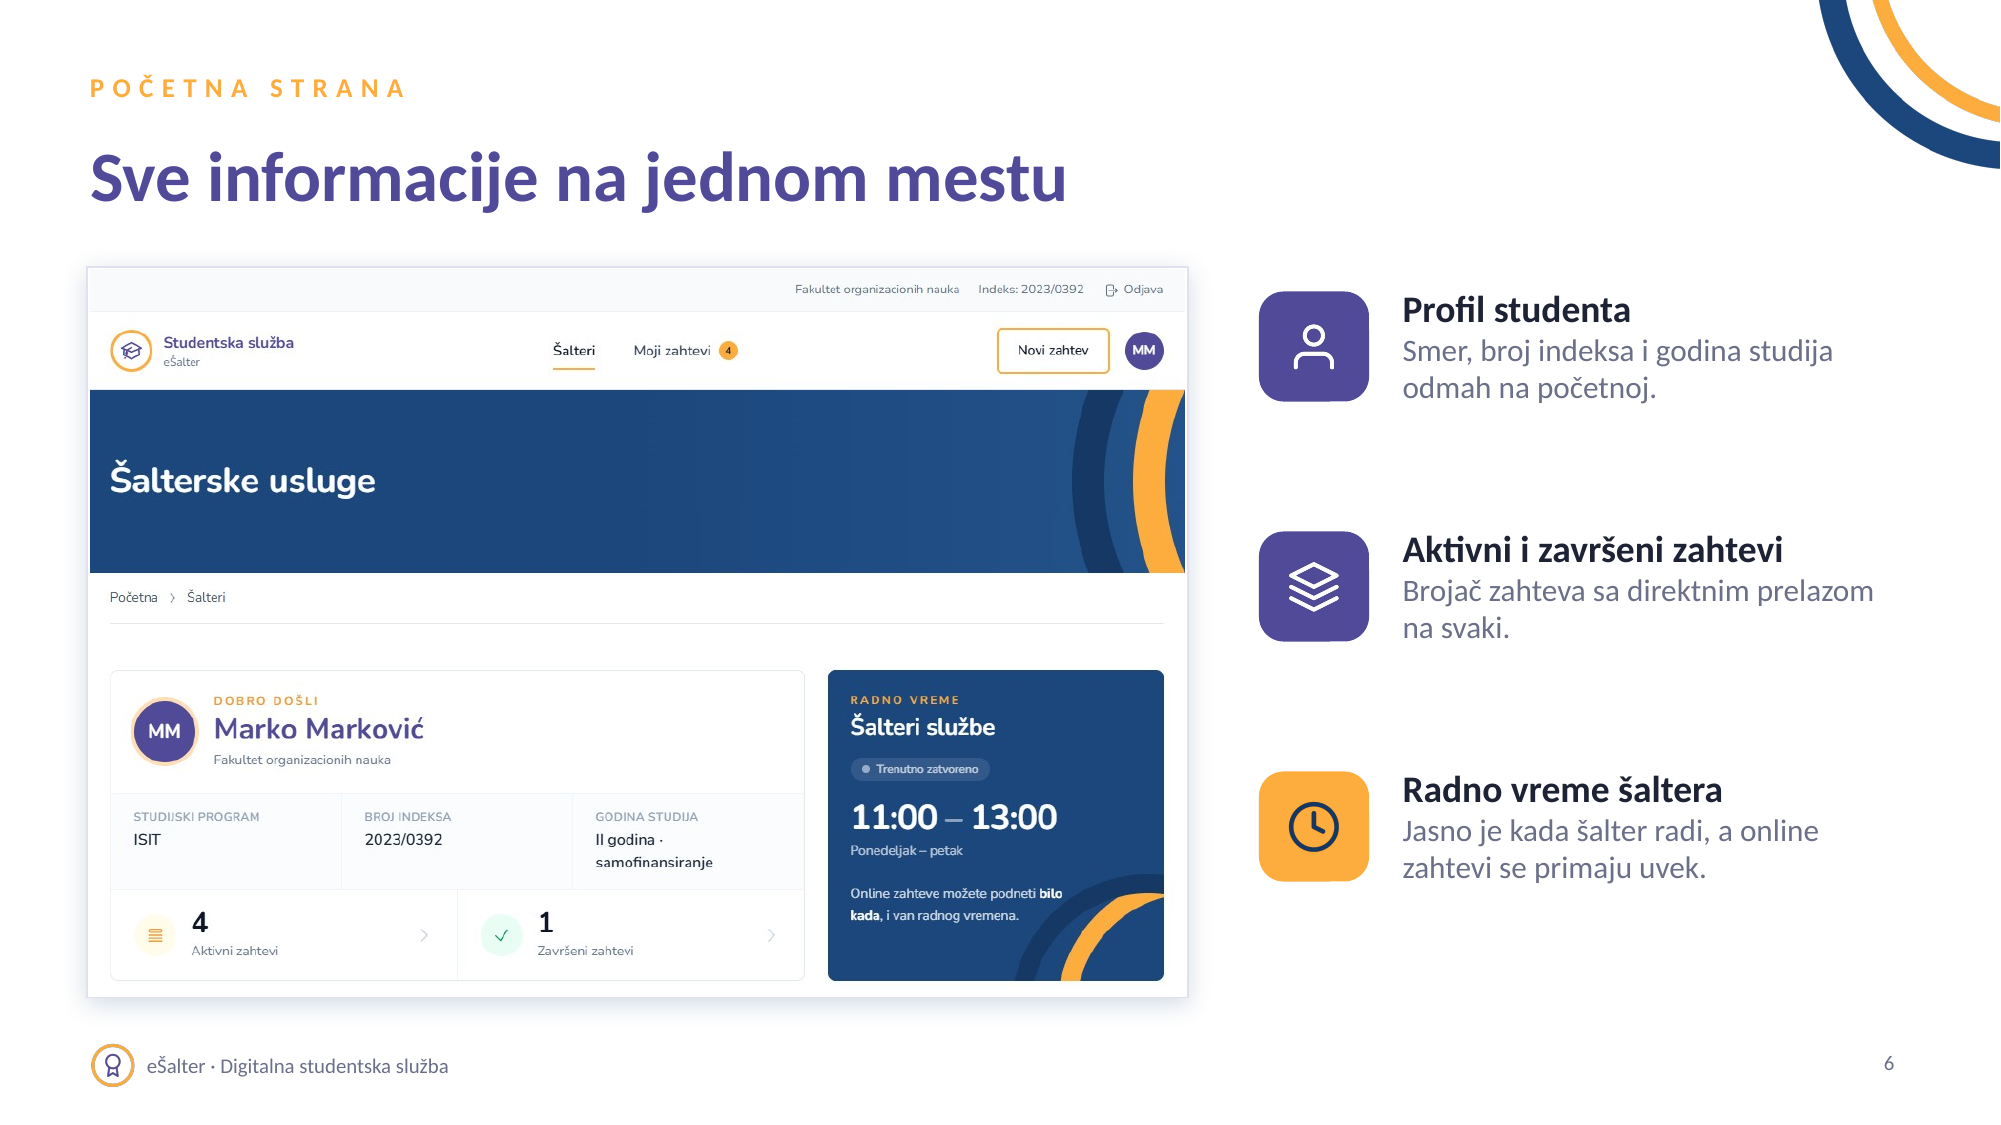 POČETNA STRANA
Sve informacije na jednom mestu
Fakultet organizacionih nauka Indeks: 2023/0392 Odjava
Studentska služba
eŠalter
Šalteri Moji zahtevi 4
Novi zahtev MM
Šalterske usluge
Početna › Šalteri
DOBRO DOŠLI
MM
Marko Marković
Fakultet organizacionih nauka
STUDIJSKI PROGRAM
ISIT
BROJ INDEKSA
2023/0392
GODINA STUDIJA
II godina ·
samofinansiranje
4
Aktivni zahtevi
1
Završeni zahtevi
RADNO VREME
Šalteri službe
Trenutno zatvoreno
11:00 – 13:00
Ponedeljak – petak
Online zahteve možete podneti bilo
kada, i van radnog vremena.
Profil studenta
Smer, broj indeksa i godina studija
odmah na početnoj.
Aktivni i završeni zahtevi
Brojač zahteva sa direktnim prelazom
na svaki.
Radno vreme šaltera
Jasno je kada šalter radi, a online
zahtevi se primaju uvek.
eŠalter · Digitalna studentska služba
6